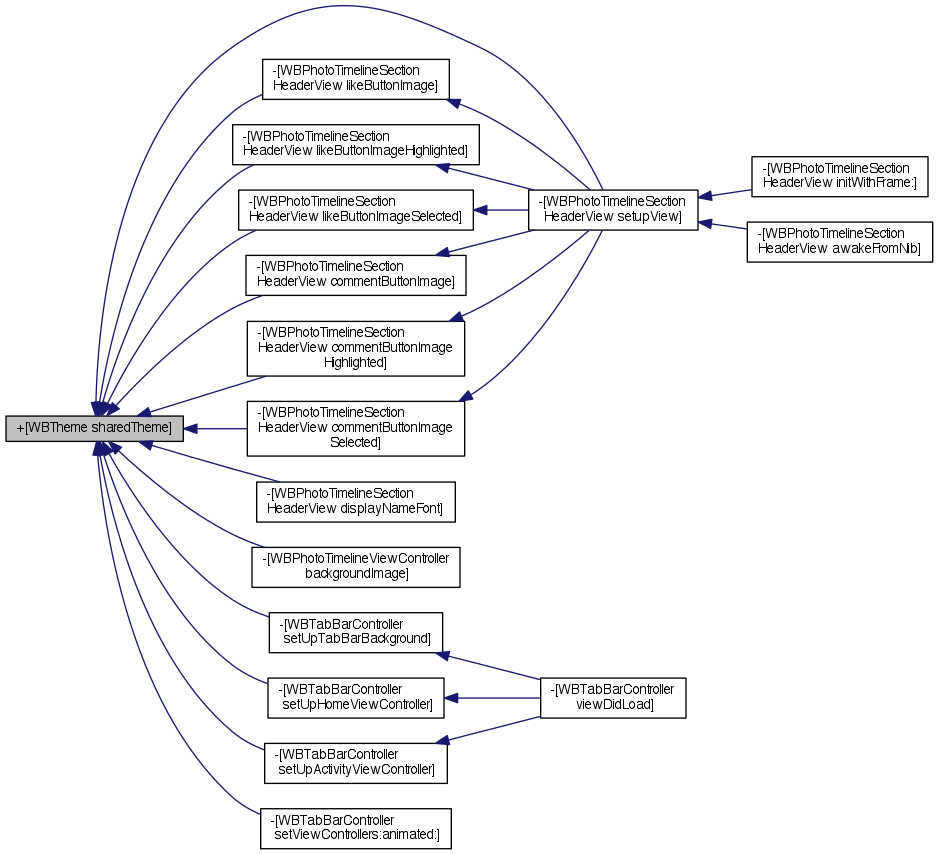 -[WBPhotoTimelineSection
HeaderView likeButtonImage]
-[WBPhotoTimelineSection
HeaderView likeButtonImageHighlighted]
-[WBPhotoTimelineSection
HeaderView likeButtonImageSelected]
-[WBPhotoTimelineSection
HeaderView commentButtonImage]
-[WBPhotoTimelineSection
HeaderView commentButtonImage
Highlighted]
-[WBPhotoTimelineSection
HeaderView commentButtonImage
Selected]
+[WBTheme sharedTheme]
-[WBPhotoTimelineSection
HeaderView displayNameFont]
-[WBPhotoTimelineViewController
backgroundImage]
-[WBTabBarController
setUpTabBarBackground]
-[WBTabBarController
setUpHomeViewController]
-[WBTabBarController
setUpActivityViewController]
-[WBTabBarController
setViewControllers:animated:]
-[WBPhotoTimelineSection
HeaderView setupView]
-[WBPhotoTimelineSection
HeaderView initWithFrame:]
-[WBPhotoTimelineSection
HeaderView awakeFromNib]
-[WBTabBarController
viewDidLoad]